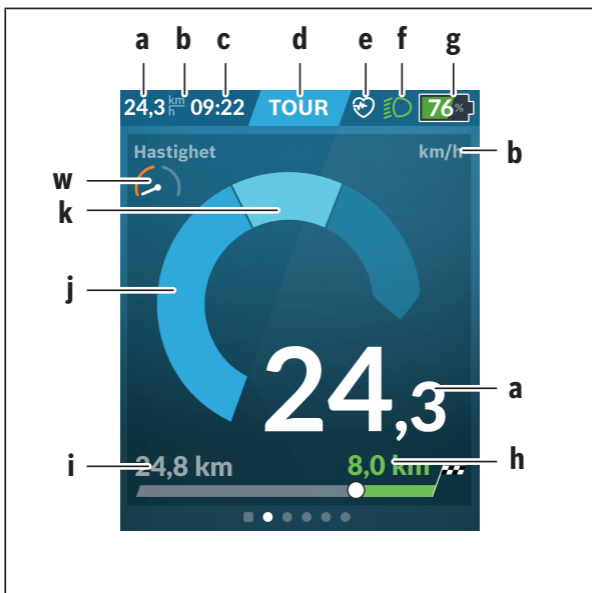 a b c d e f g
24,3 km/h 09:22 TOUR 76%
Hastighet km/h b
w
k
j
24,3 a
i 24,8 km 8,0 km h